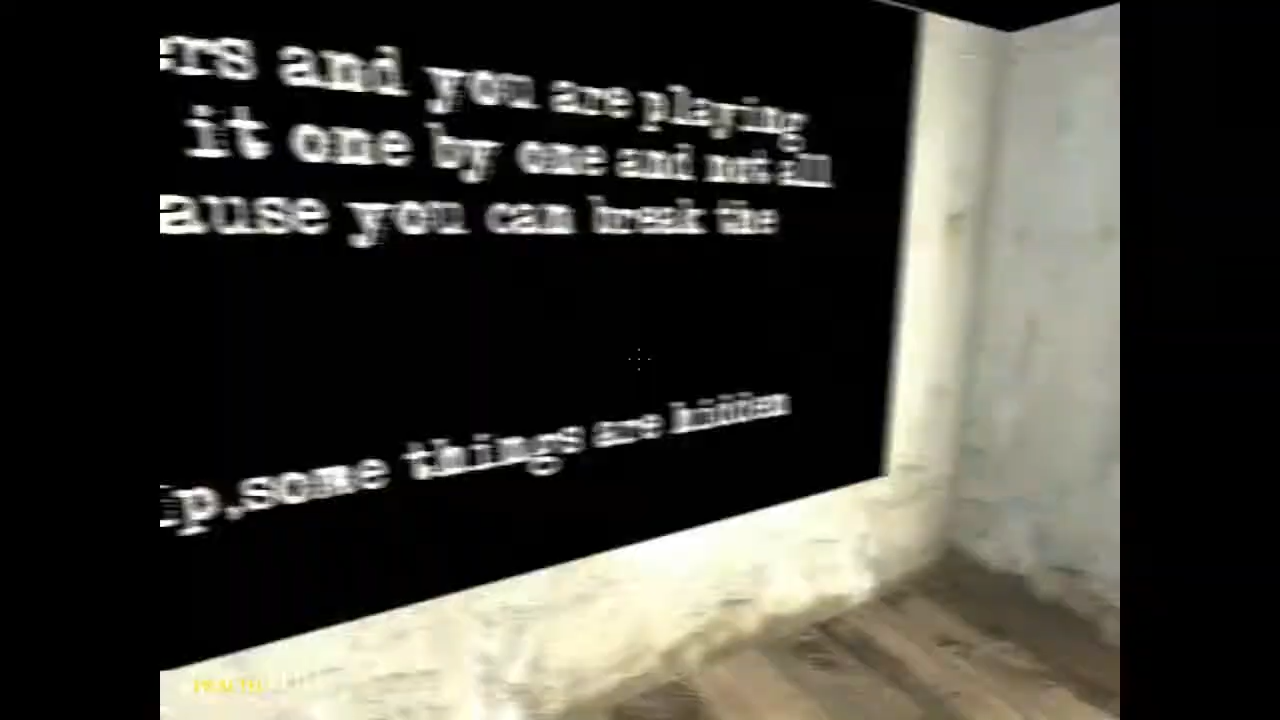 ers and you are playing
it one by one and not all
ause you can break the
p.some things are hidden
HEALTH